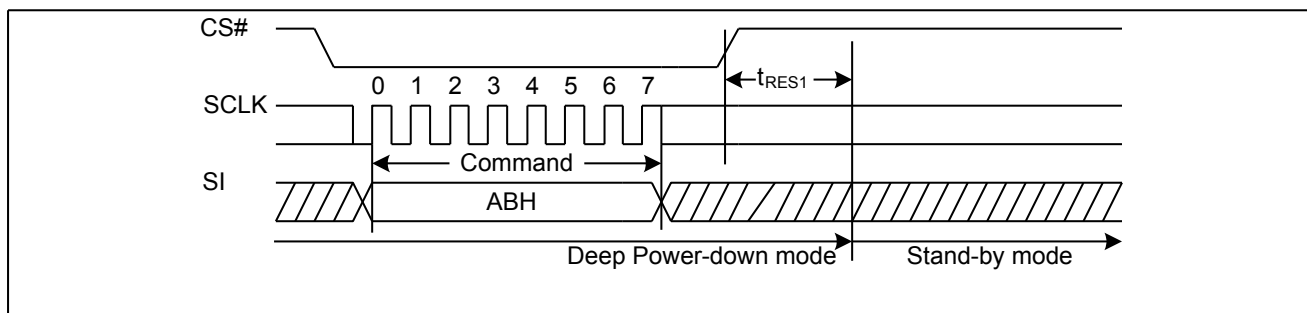 CS#
tRES1
0 1 2 3 4 5 6 7
SCLK
Command
SI
ABH
Deep Power-down mode Stand-by mode